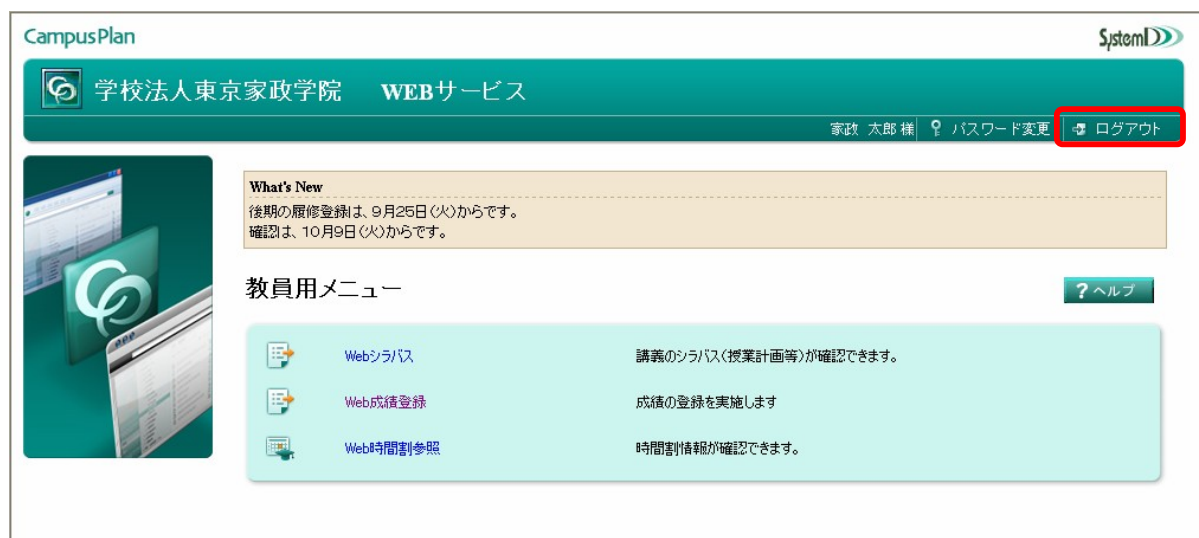 CampusPlan
SystemD
学校法人東京家政学院 WEBサービス
家政 太郎 様 パスワード変更 ログアウト
What's New
後期の履修登録は、9月25日(火)からです。
確認は、10月9日(火)からです。
教員用メニュー
?ヘルプ
Webシラバス 講義のシラバス(授業計画等)が確認できます。
Web成績登録 成績の登録を実施します
Web時間割参照 時間割情報が確認できます。